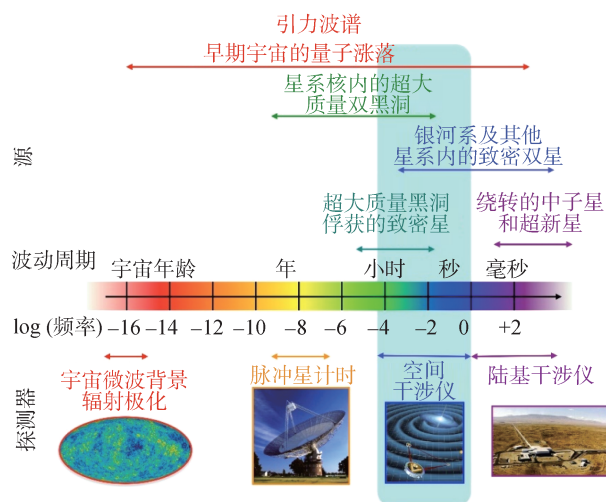 引力波谱
早期宇宙的量子涨落
星系核内的超大
质量双黑洞
银河系及其他
星系内的致密双星
源
超大质量黑洞
俘获的致密星
绕转的中子星
和超新星
波动周期 宇宙年龄 年 小时 秒 毫秒
log (频率) –16 –14 –12 –10 –8 –6 –4 –2 0 +2
探测器
宇宙微波背景
辐射极化
脉冲星计时
空间
干涉仪
陆基干涉仪